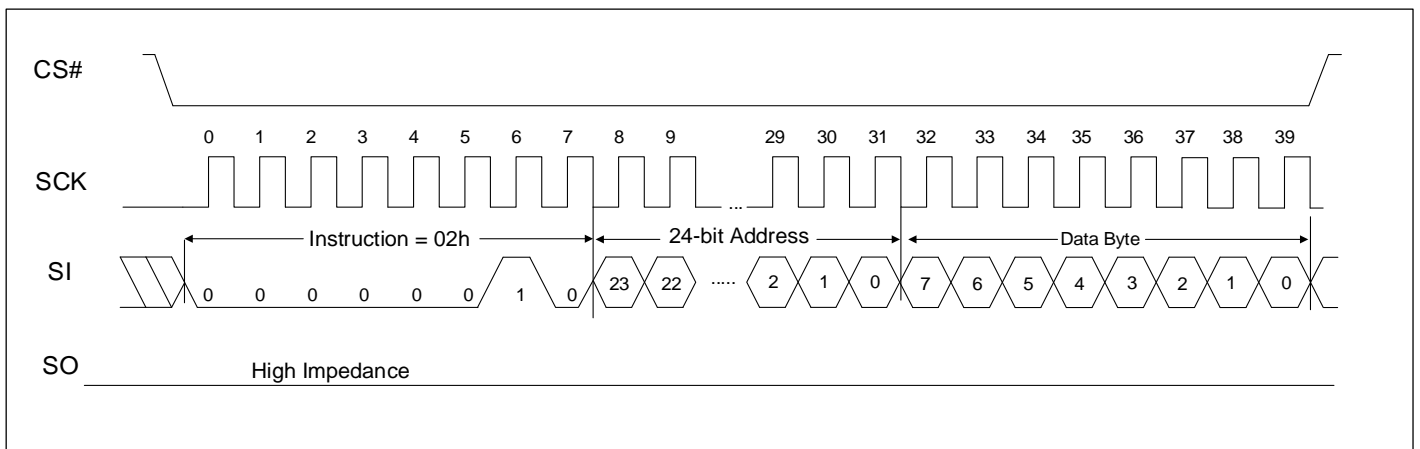 CS#
0 1 2 3 4 5 6 7 8 9 29 30 31 32 33 34 35 36 37 38 39
SCK
...
Instruction = 02h 24-bit Address Data Byte
SI
0 0 0 0 0 0 1 0 23 22 ..... 2 1 0 7 6 5 4 3 2 1 0
SO
High Impedance